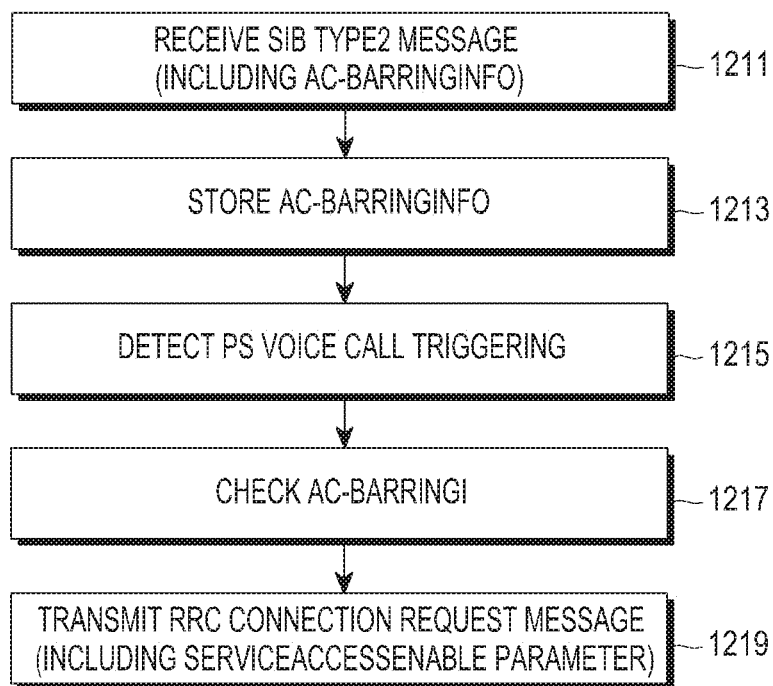 RECEIVE SIB TYPE2 MESSAGE
(INCLUDING AC-BARRINGINFO)
1211
STORE AC-BARRINGINFO
1213
DETECT PS VOICE CALL TRIGGERING
1215
CHECK AC-BARRINGI
1217
TRANSMIT RRC CONNECTION REQUEST MESSAGE
(INCLUDING SERVICEACCESSENABLE PARAMETER)
1219